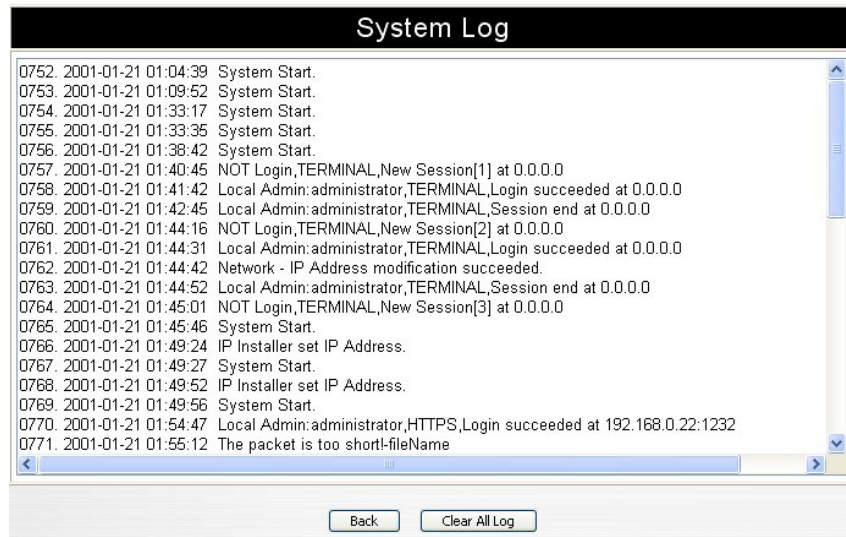 System Log
0752. 2001-01-21 01:04:39 System Start.
0753. 2001-01-21 01:09:52 System Start.
0754. 2001-01-21 01:33:17 System Start.
0755. 2001-01-21 01:33:35 System Start.
0756. 2001-01-21 01:38:42 System Start.
0757. 2001-01-21 01:40:45 NOT Login,TERMINAL,New Session[1] at 0.0.0.0
0758. 2001-01-21 01:41:42 Local Admin:administrator,TERMINAL,Login succeeded at 0.0.0.0
0759. 2001-01-21 01:42:45 Local Admin:administrator,TERMINAL,Session end at 0.0.0.0
0760. 2001-01-21 01:44:16 NOT Login,TERMINAL,New Session[2] at 0.0.0.0
0761. 2001-01-21 01:44:31 Local Admin:administrator,TERMINAL,Login succeeded at 0.0.0.0
0762. 2001-01-21 01:44:42 Network - IP Address modification succeeded.
0763. 2001-01-21 01:44:52 Local Admin:administrator,TERMINAL,Session end at 0.0.0.0
0764. 2001-01-21 01:45:01 NOT Login,TERMINAL,New Session[3] at 0.0.0.0
0765. 2001-01-21 01:45:46 System Start.
0766. 2001-01-21 01:49:24 IP Installer set IP Address.
0767. 2001-01-21 01:49:27 System Start.
0768. 2001-01-21 01:49:52 IP Installer set IP Address.
0769. 2001-01-21 01:49:56 System Start.
0770. 2001-01-21 01:54:47 Local Admin:administrator,HTTPS,Login succeeded at 192.168.0.22:1232
0771. 2001-01-21 01:55:12 The packet is too short!-fileName
Back
Clear All Log